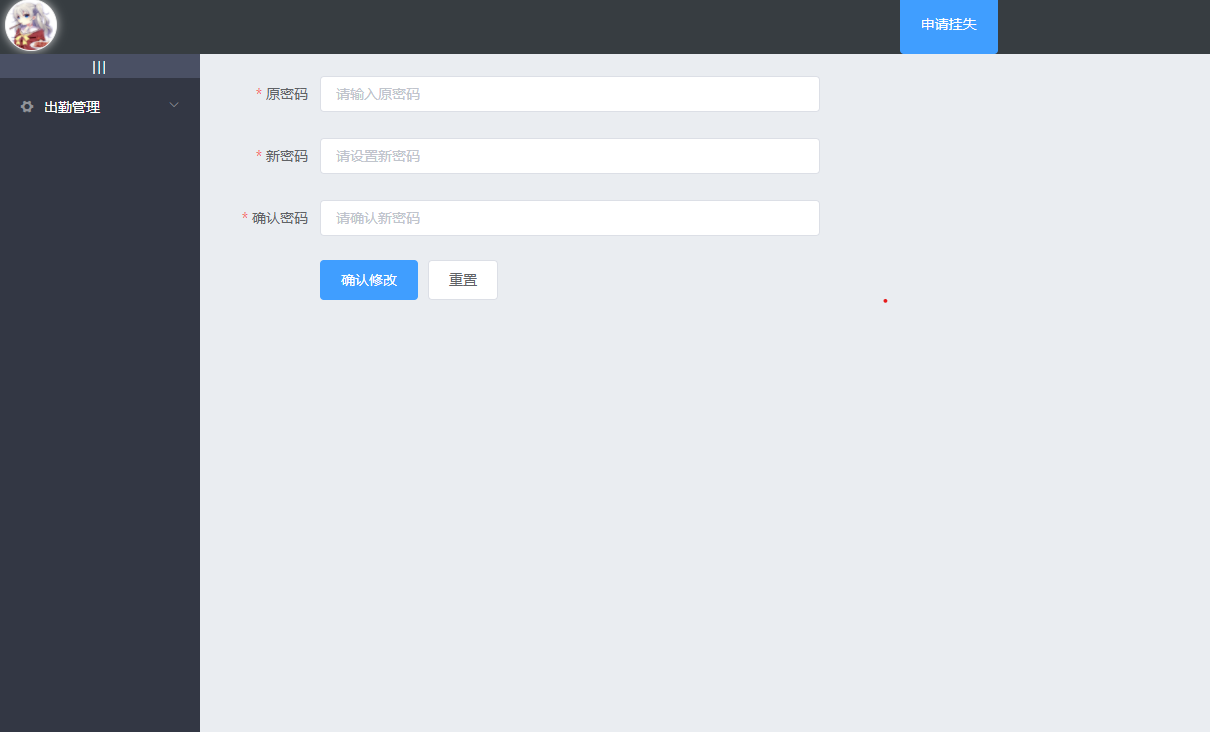 申请挂失
|||
出勤管理
* 原密码 请输入原密码
* 新密码 请设置新密码
* 确认密码 请确认新密码
确认修改 重置